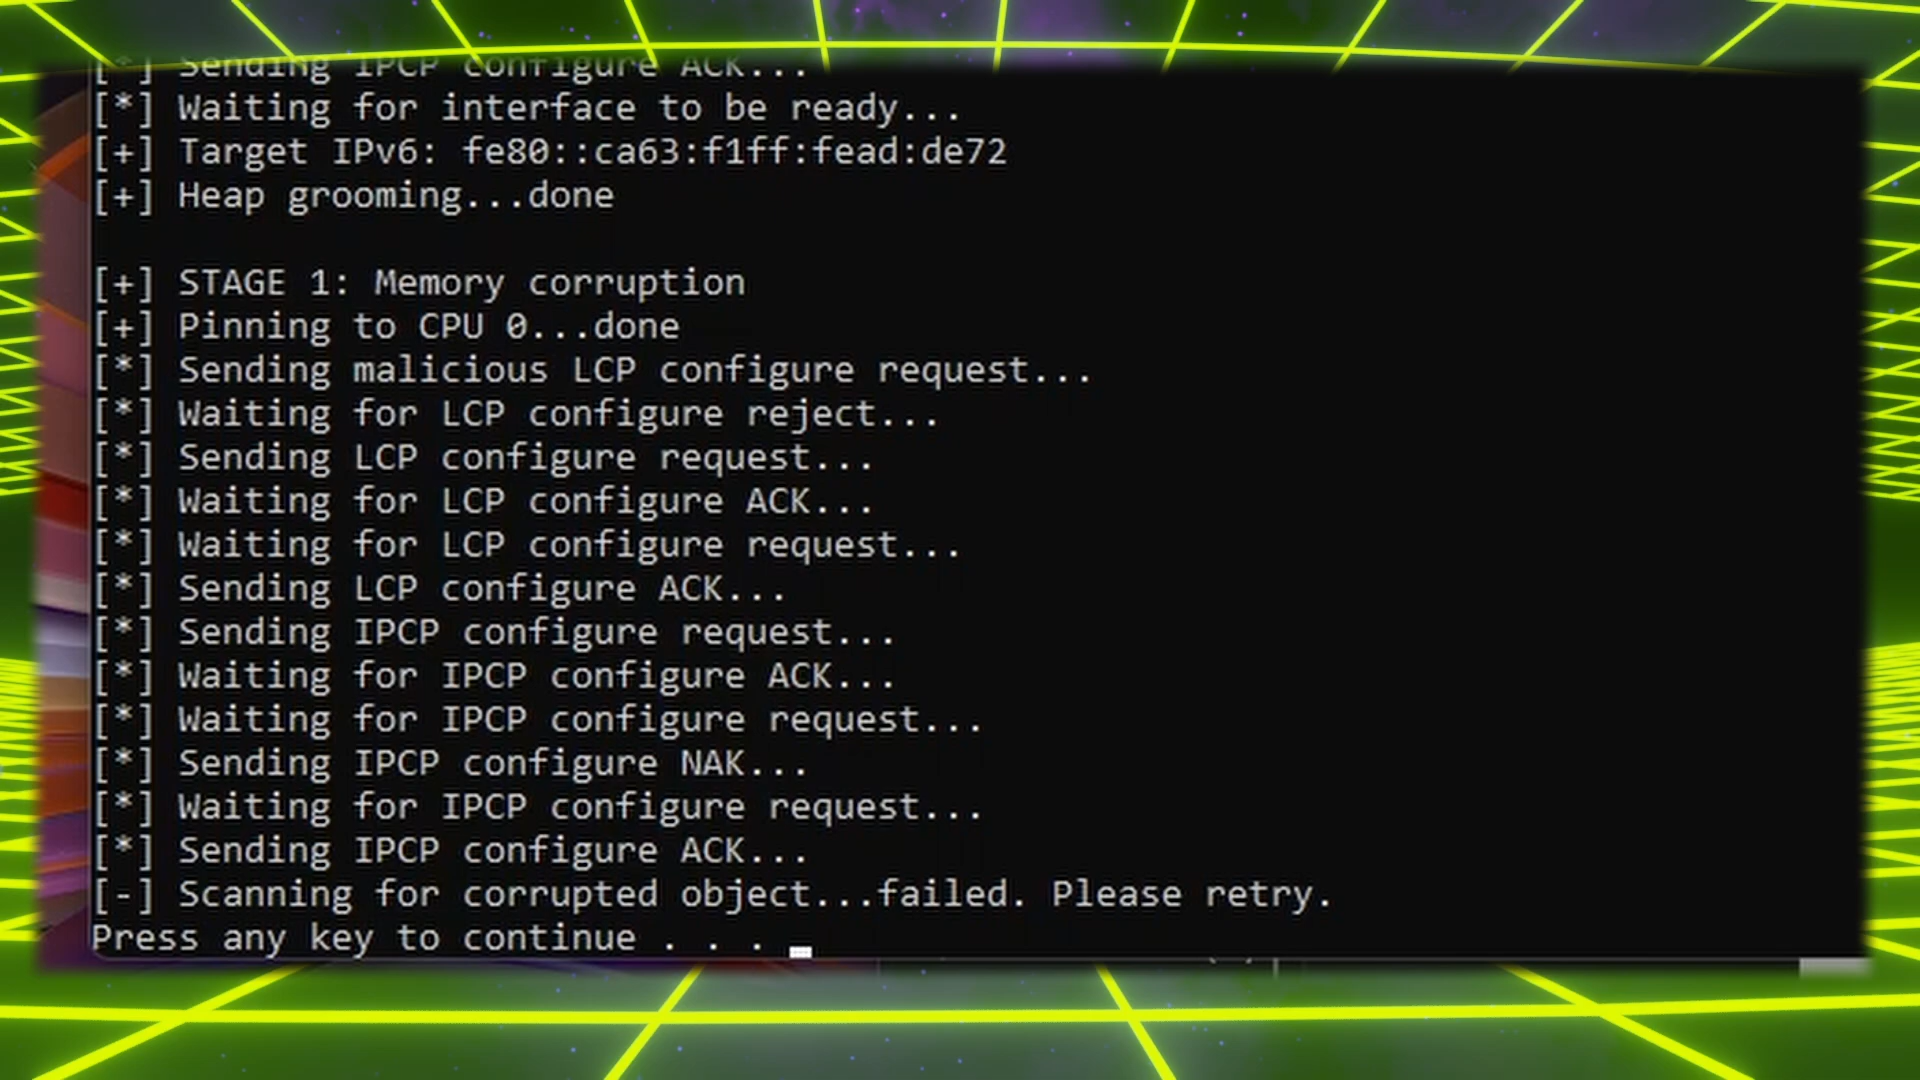 [*] Sending IPCP configure ACK...
[*] Waiting for interface to be ready...
[+] Target IPv6: fe80::ca63:f1ff:fead:de72
[+] Heap grooming...done
[+] STAGE 1: Memory corruption
[+] Pinning to CPU 0...done
[*] Sending malicious LCP configure request...
[*] Waiting for LCP configure reject...
[*] Sending LCP configure request...
[*] Waiting for LCP configure ACK...
[*] Waiting for LCP configure request...
[*] Sending LCP configure ACK...
[*] Sending IPCP configure request...
[*] Waiting for IPCP configure ACK...
[*] Waiting for IPCP configure request...
[*] Sending IPCP configure NAK...
[*] Waiting for IPCP configure request...
[*] Sending IPCP configure ACK...
[-] Scanning for corrupted object...failed. Please retry.
Press any key to continue . . .